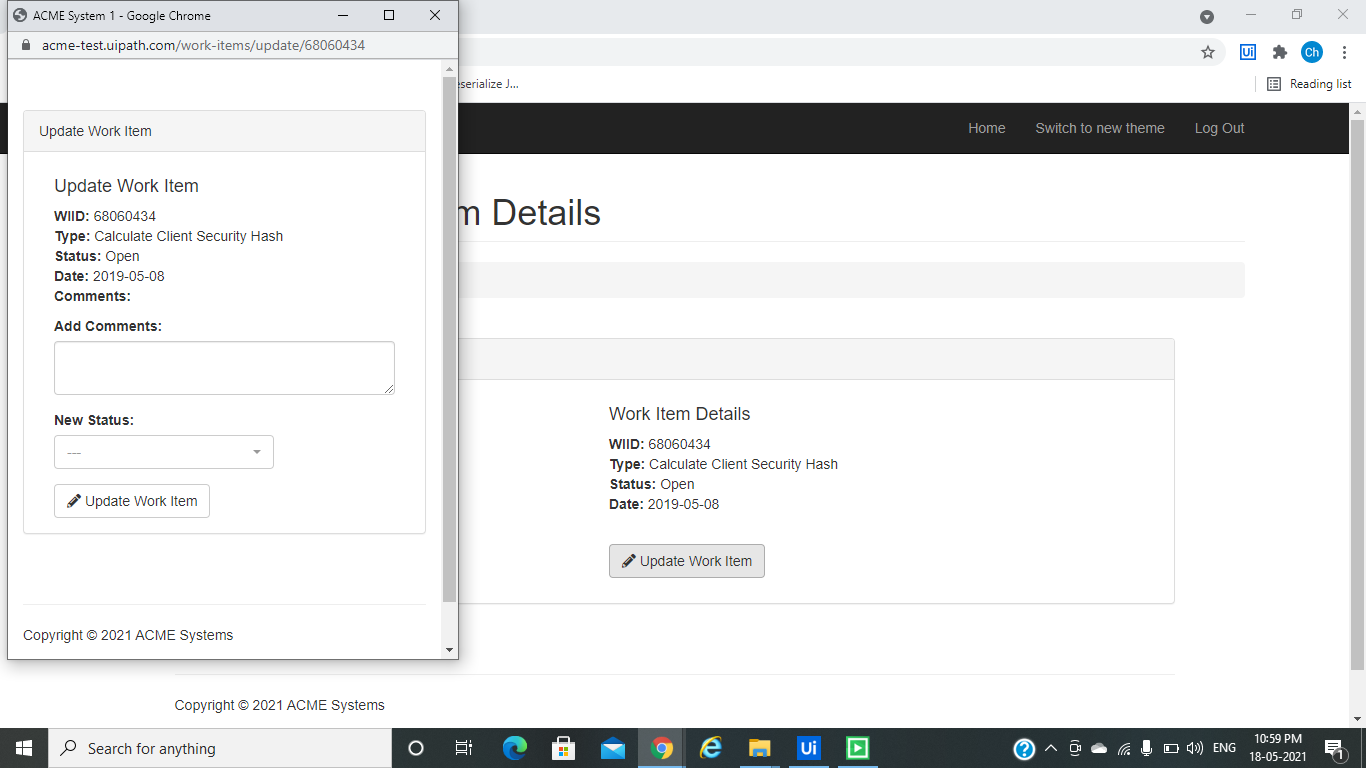 ACME System 1 - Google Chrome
acme-test.uipath.com/work-items/update/68060434
Update Work Item
Update Work Item
WIID: 68060434
Type: Calculate Client Security Hash
Status: Open
Date: 2019-05-08
Comments:
Add Comments:
New Status:
---
Update Work Item
Copyright © 2021 ACME Systems
Ui
Ch
eserialize J...
Reading list
Home
Switch to new theme
Log Out
m Details
Work Item Details
WIID: 68060434
Type: Calculate Client Security Hash
Status: Open
Date: 2019-05-08
Update Work Item
Copyright © 2021 ACME Systems
Search for anything
Ui
ENG
10:59 PM
18-05-2021
1